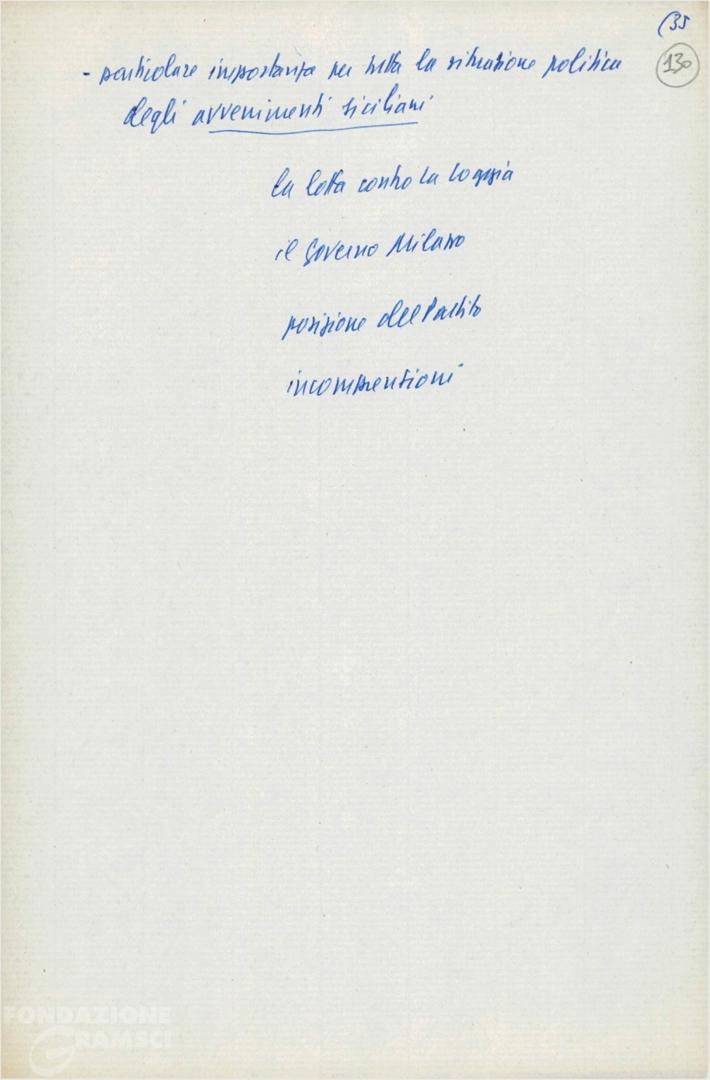 (35
130
- particolare importanza per tutta la situazione politica
degli avvenimenti siciliani
la lotta contro La Loggia
il Governo Milazzo
posizione del Partito
incomprensioni
FONDAZIONE
GRAMSCI